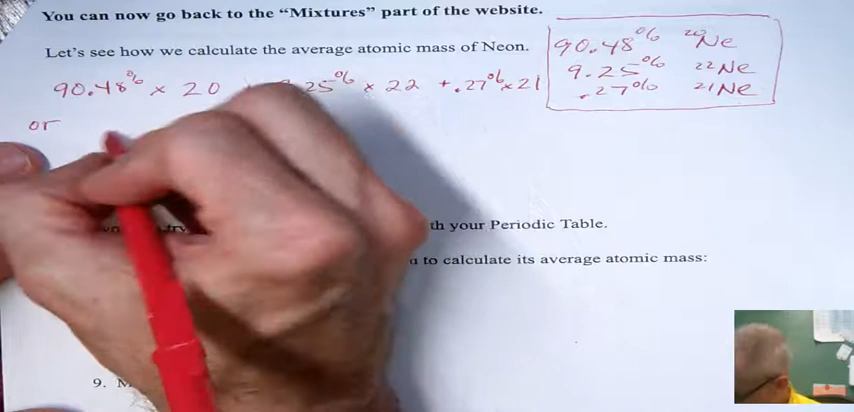 You can now go back to the “Mixtures” part of the website.
Let’s see how we calculate the average atomic mass of Neon.
90.48% ²⁰Ne
9.25% ²²Ne
.27% ²¹Ne
90.48% × 20 25% × 22 + .27% × 21
or
th your Periodic Table.
to calculate its average atomic mass:
9.